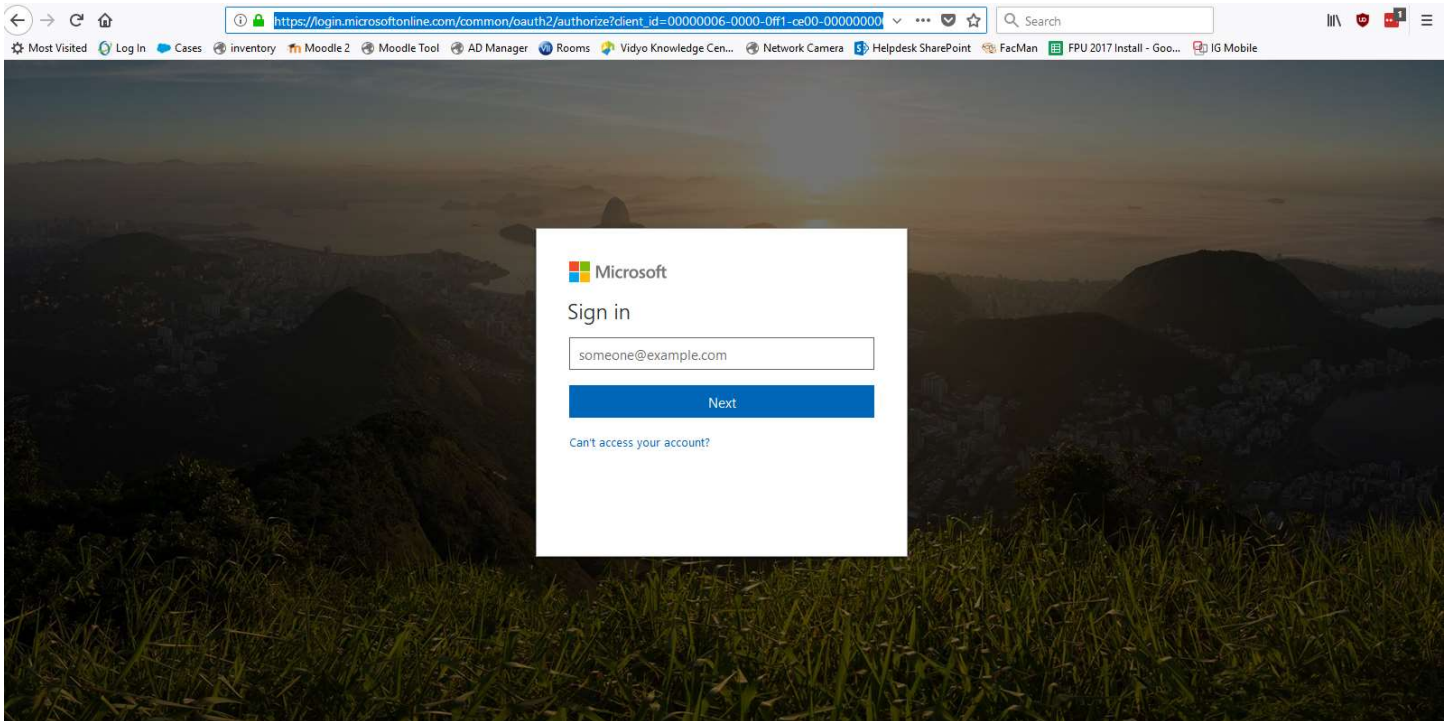 https://login.microsoftonline.com/common/oauth2/authorize?client_id=00000006-0000-0ff1-ce00-000000000
Search
1
Most Visited Log In Cases inventory Moodle 2 Moodle Tool AD Manager Rooms Vidyo Knowledge Cen... Network Camera Helpdesk SharePoint FacMan FPU 2017 Install - Goo... IG Mobile
Microsoft
Sign in
someone@example.com
Next
Can't access your account?